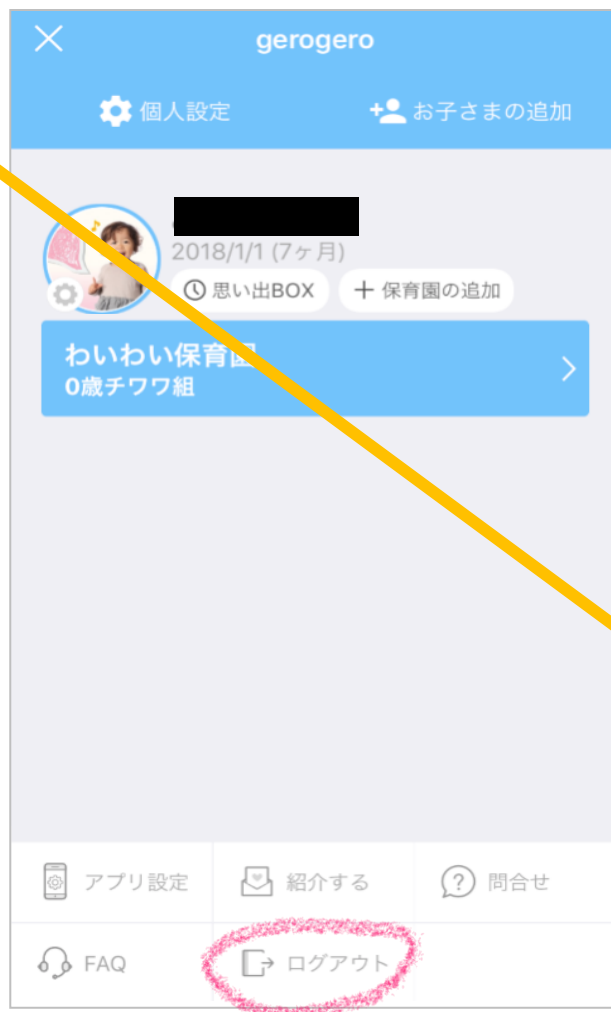 gerogero
個人設定
お子さまの追加
2018/1/1 (7ヶ月)
思い出BOX
保育園の追加
わいわい保育園
0歳チワワ組
アプリ設定
紹介する
問合せ
FAQ
ログアウト